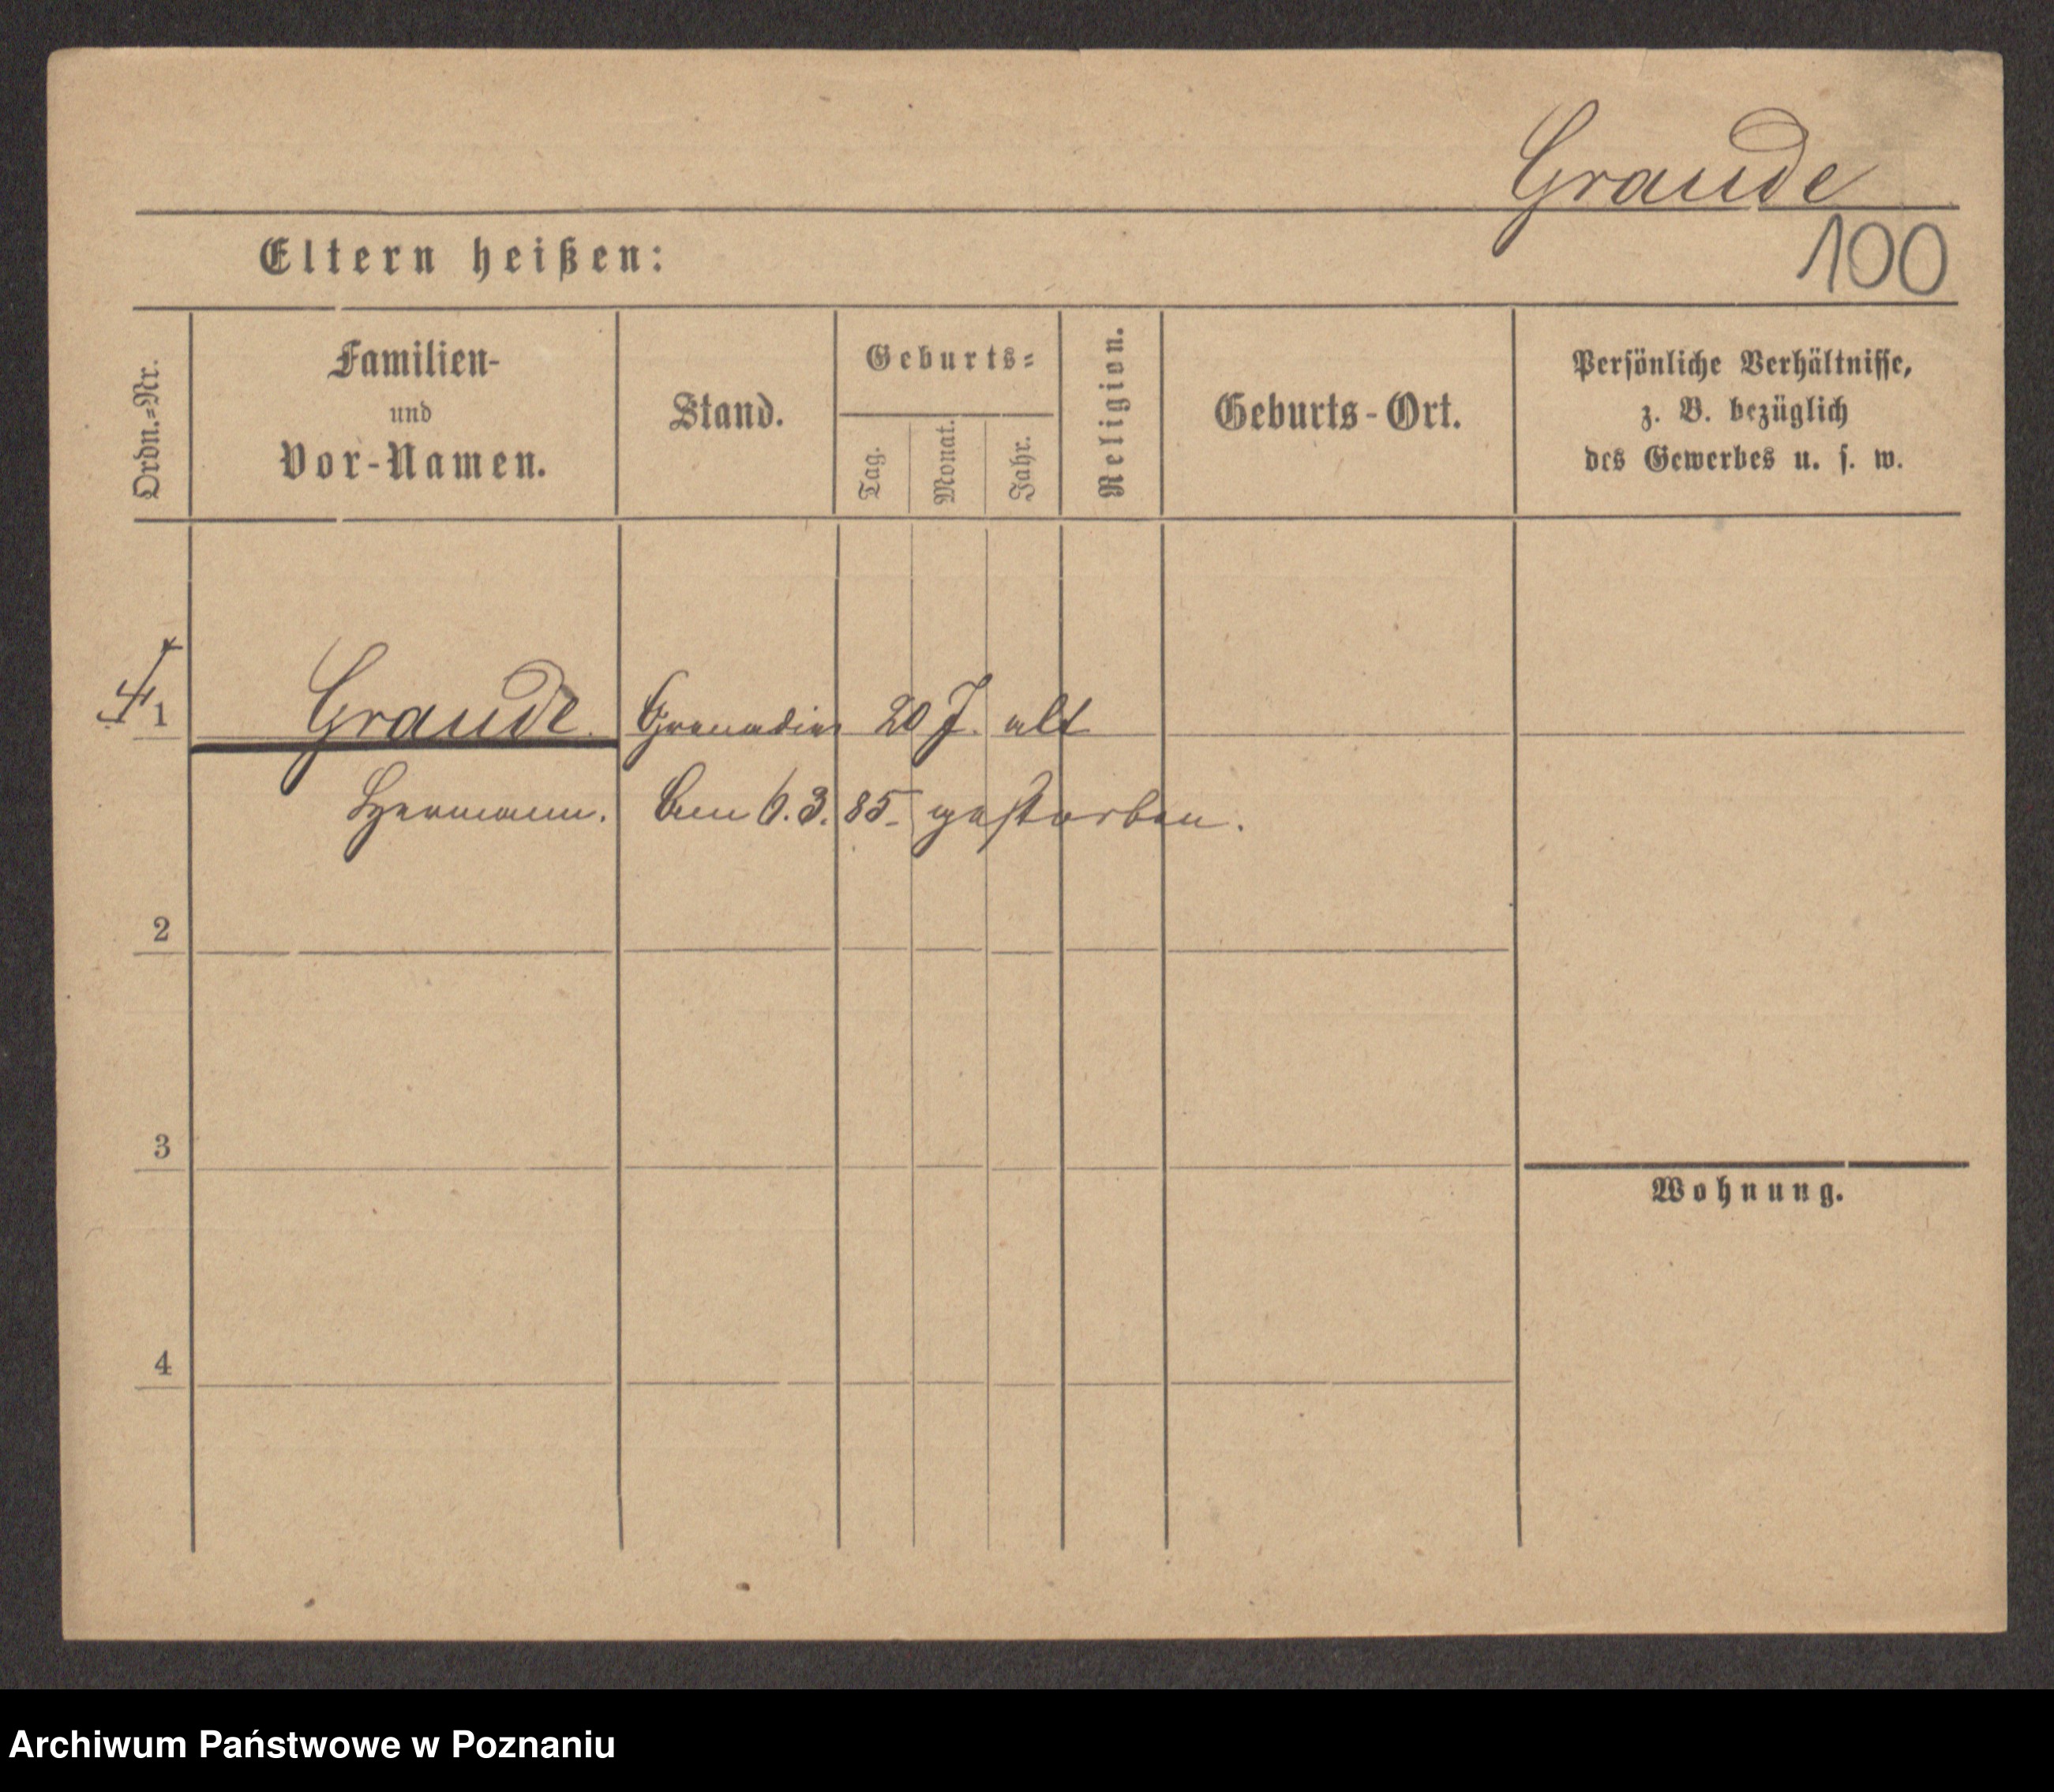 Graude
Eltern heißen:
100
Ordn.=Nr.
Familien-
und
Vor-Namen.
Stand.
Geburts=
Tag.
Monat.
Jahr.
Religion.
Geburts-Ort.
Persönliche Verhältnisse,
z. B. bezüglich
des Gewerbes u. s. w.
1 Graude Grenadier 20 J. alt
Hermann. Am 6.3.85. gestorben.
2
3
Wohnung.
4
Archiwum Państwowe w Poznaniu